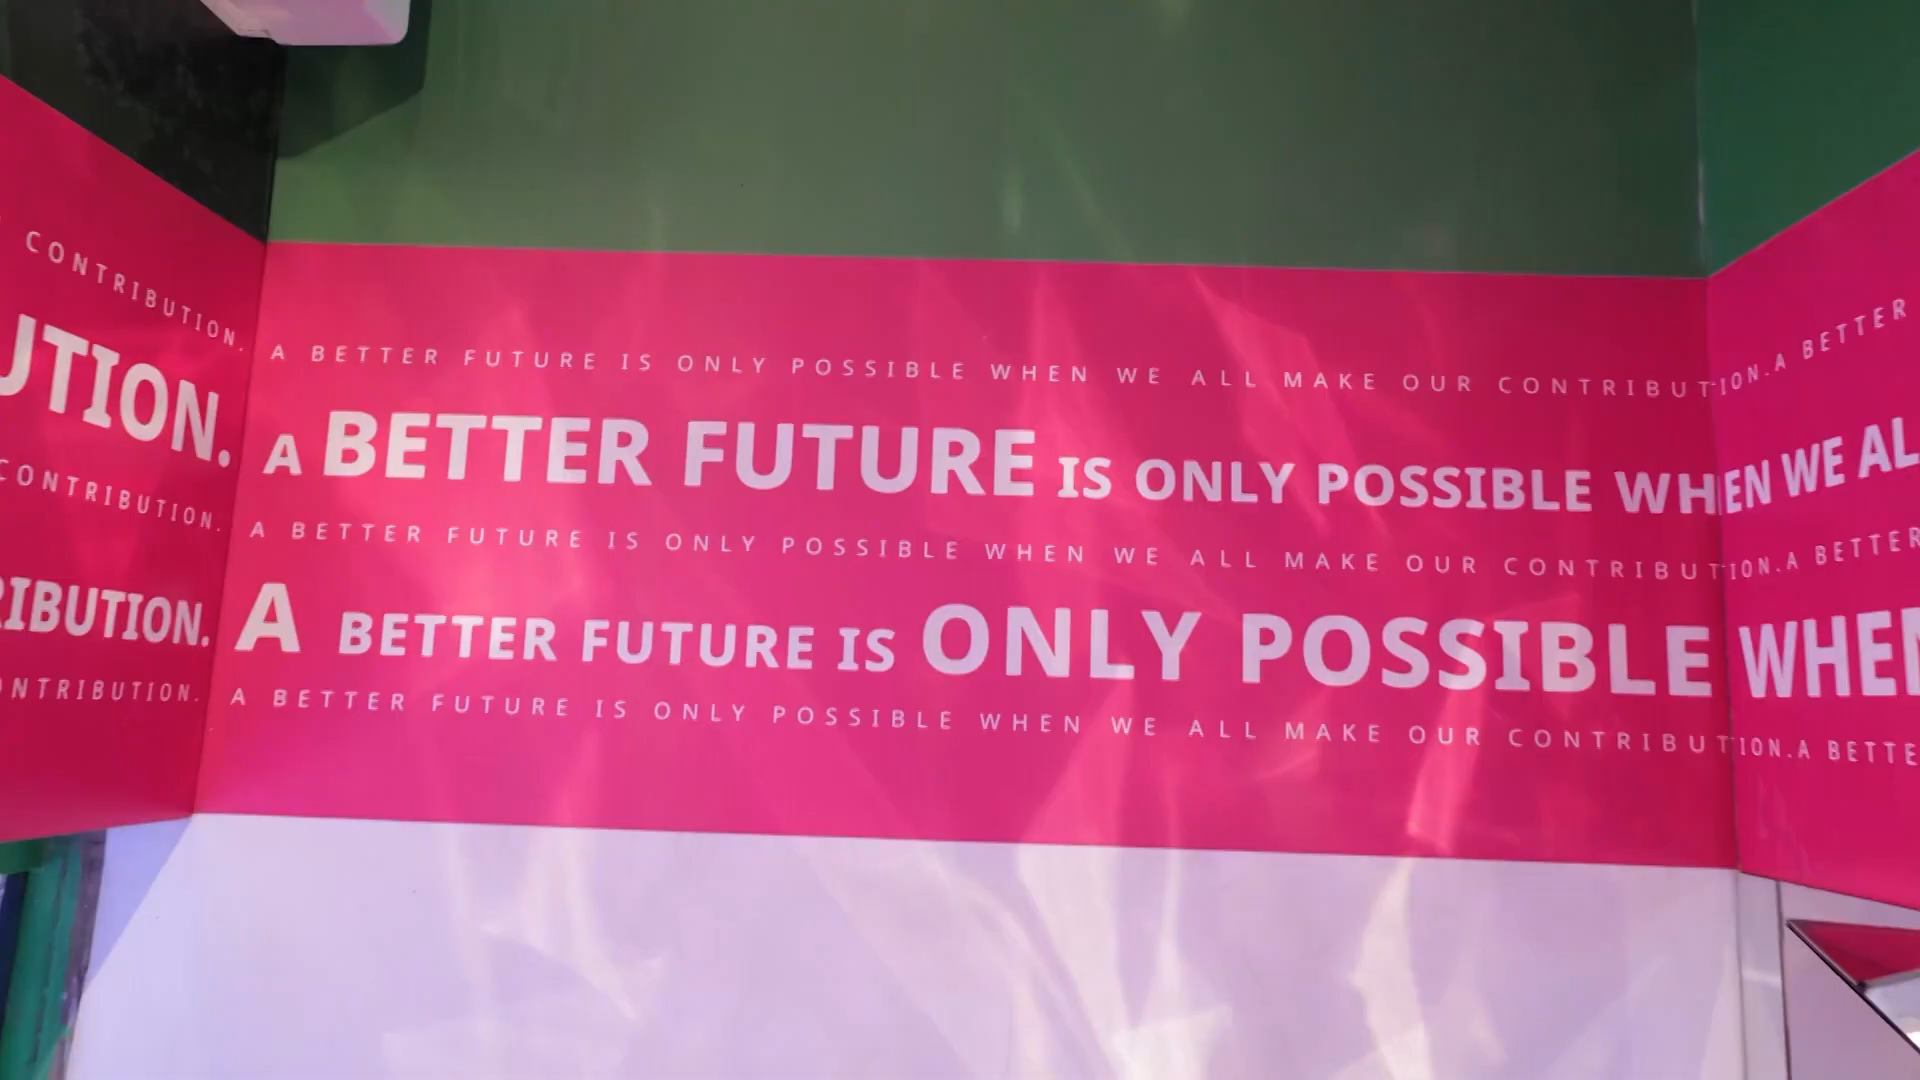 CONTRIBUTION. A BETTER FUTURE IS ONLY POSSIBLE WHEN WE ALL MAKE OUR CONTRIBUTION. A BETTER
UTION. A BETTER FUTURE IS ONLY POSSIBLE WHEN WE AL
CONTRIBUTION. A BETTER FUTURE IS ONLY POSSIBLE WHEN WE ALL MAKE OUR CONTRIBUTION. A BETTER
RIBUTION. A BETTER FUTURE IS ONLY POSSIBLE WHEN
ONTRIBUTION. A BETTER FUTURE IS ONLY POSSIBLE WHEN WE ALL MAKE OUR CONTRIBUTION. A BETTE